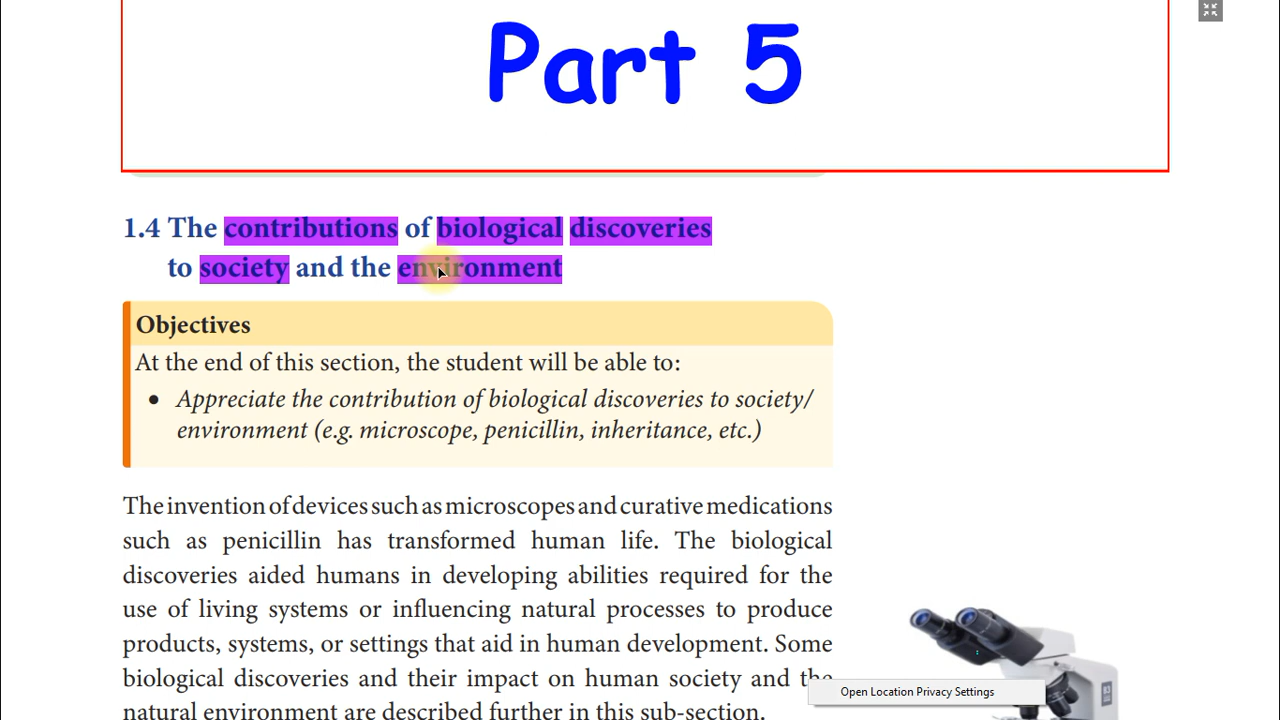 Part 5
1.4 The contributions of biological discoveries
to society and the environment
Objectives
At the end of this section, the student will be able to:
• Appreciate the contribution of biological discoveries to society/
environment (e.g. microscope, penicillin, inheritance, etc.)
The invention of devices such as microscopes and curative medications
such as penicillin has transformed human life. The biological
discoveries aided humans in developing abilities required for the
use of living systems or influencing natural processes to produce
products, systems, or settings that aid in human development. Some
biological discoveries and their impact on human society and the
natural environment are described further in this sub-section.
Open Location Privacy Settings